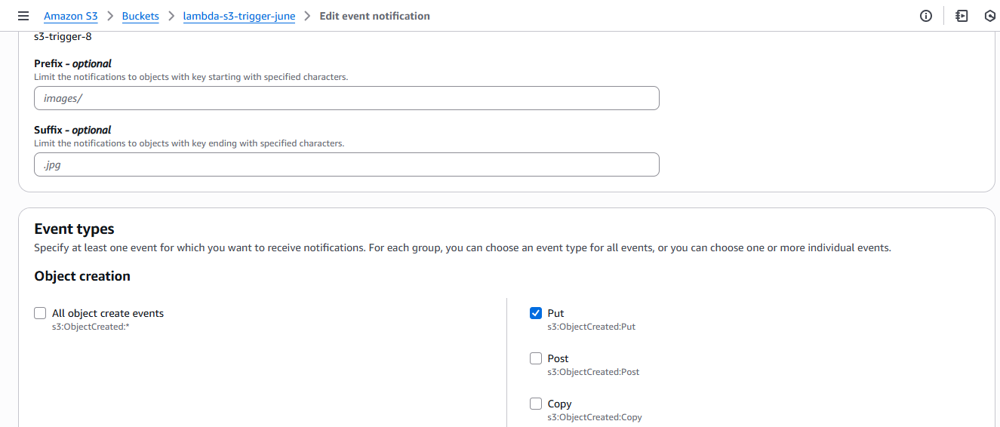 Amazon S3 > Buckets > lambda-s3-trigger-june > Edit event notification
s3-trigger-8
Prefix - optional
Limit the notifications to objects with key starting with specified characters.
images/
Suffix - optional
Limit the notifications to objects with key ending with specified characters.
.jpg
Event types
Specify at least one event for which you want to receive notifications. For each group, you can choose an event type for all events, or you can choose one or more individual events.
Object creation
All object create events
s3:ObjectCreated:*
Put
s3:ObjectCreated:Put
Post
s3:ObjectCreated:Post
Copy
s3:ObjectCreated:Copy